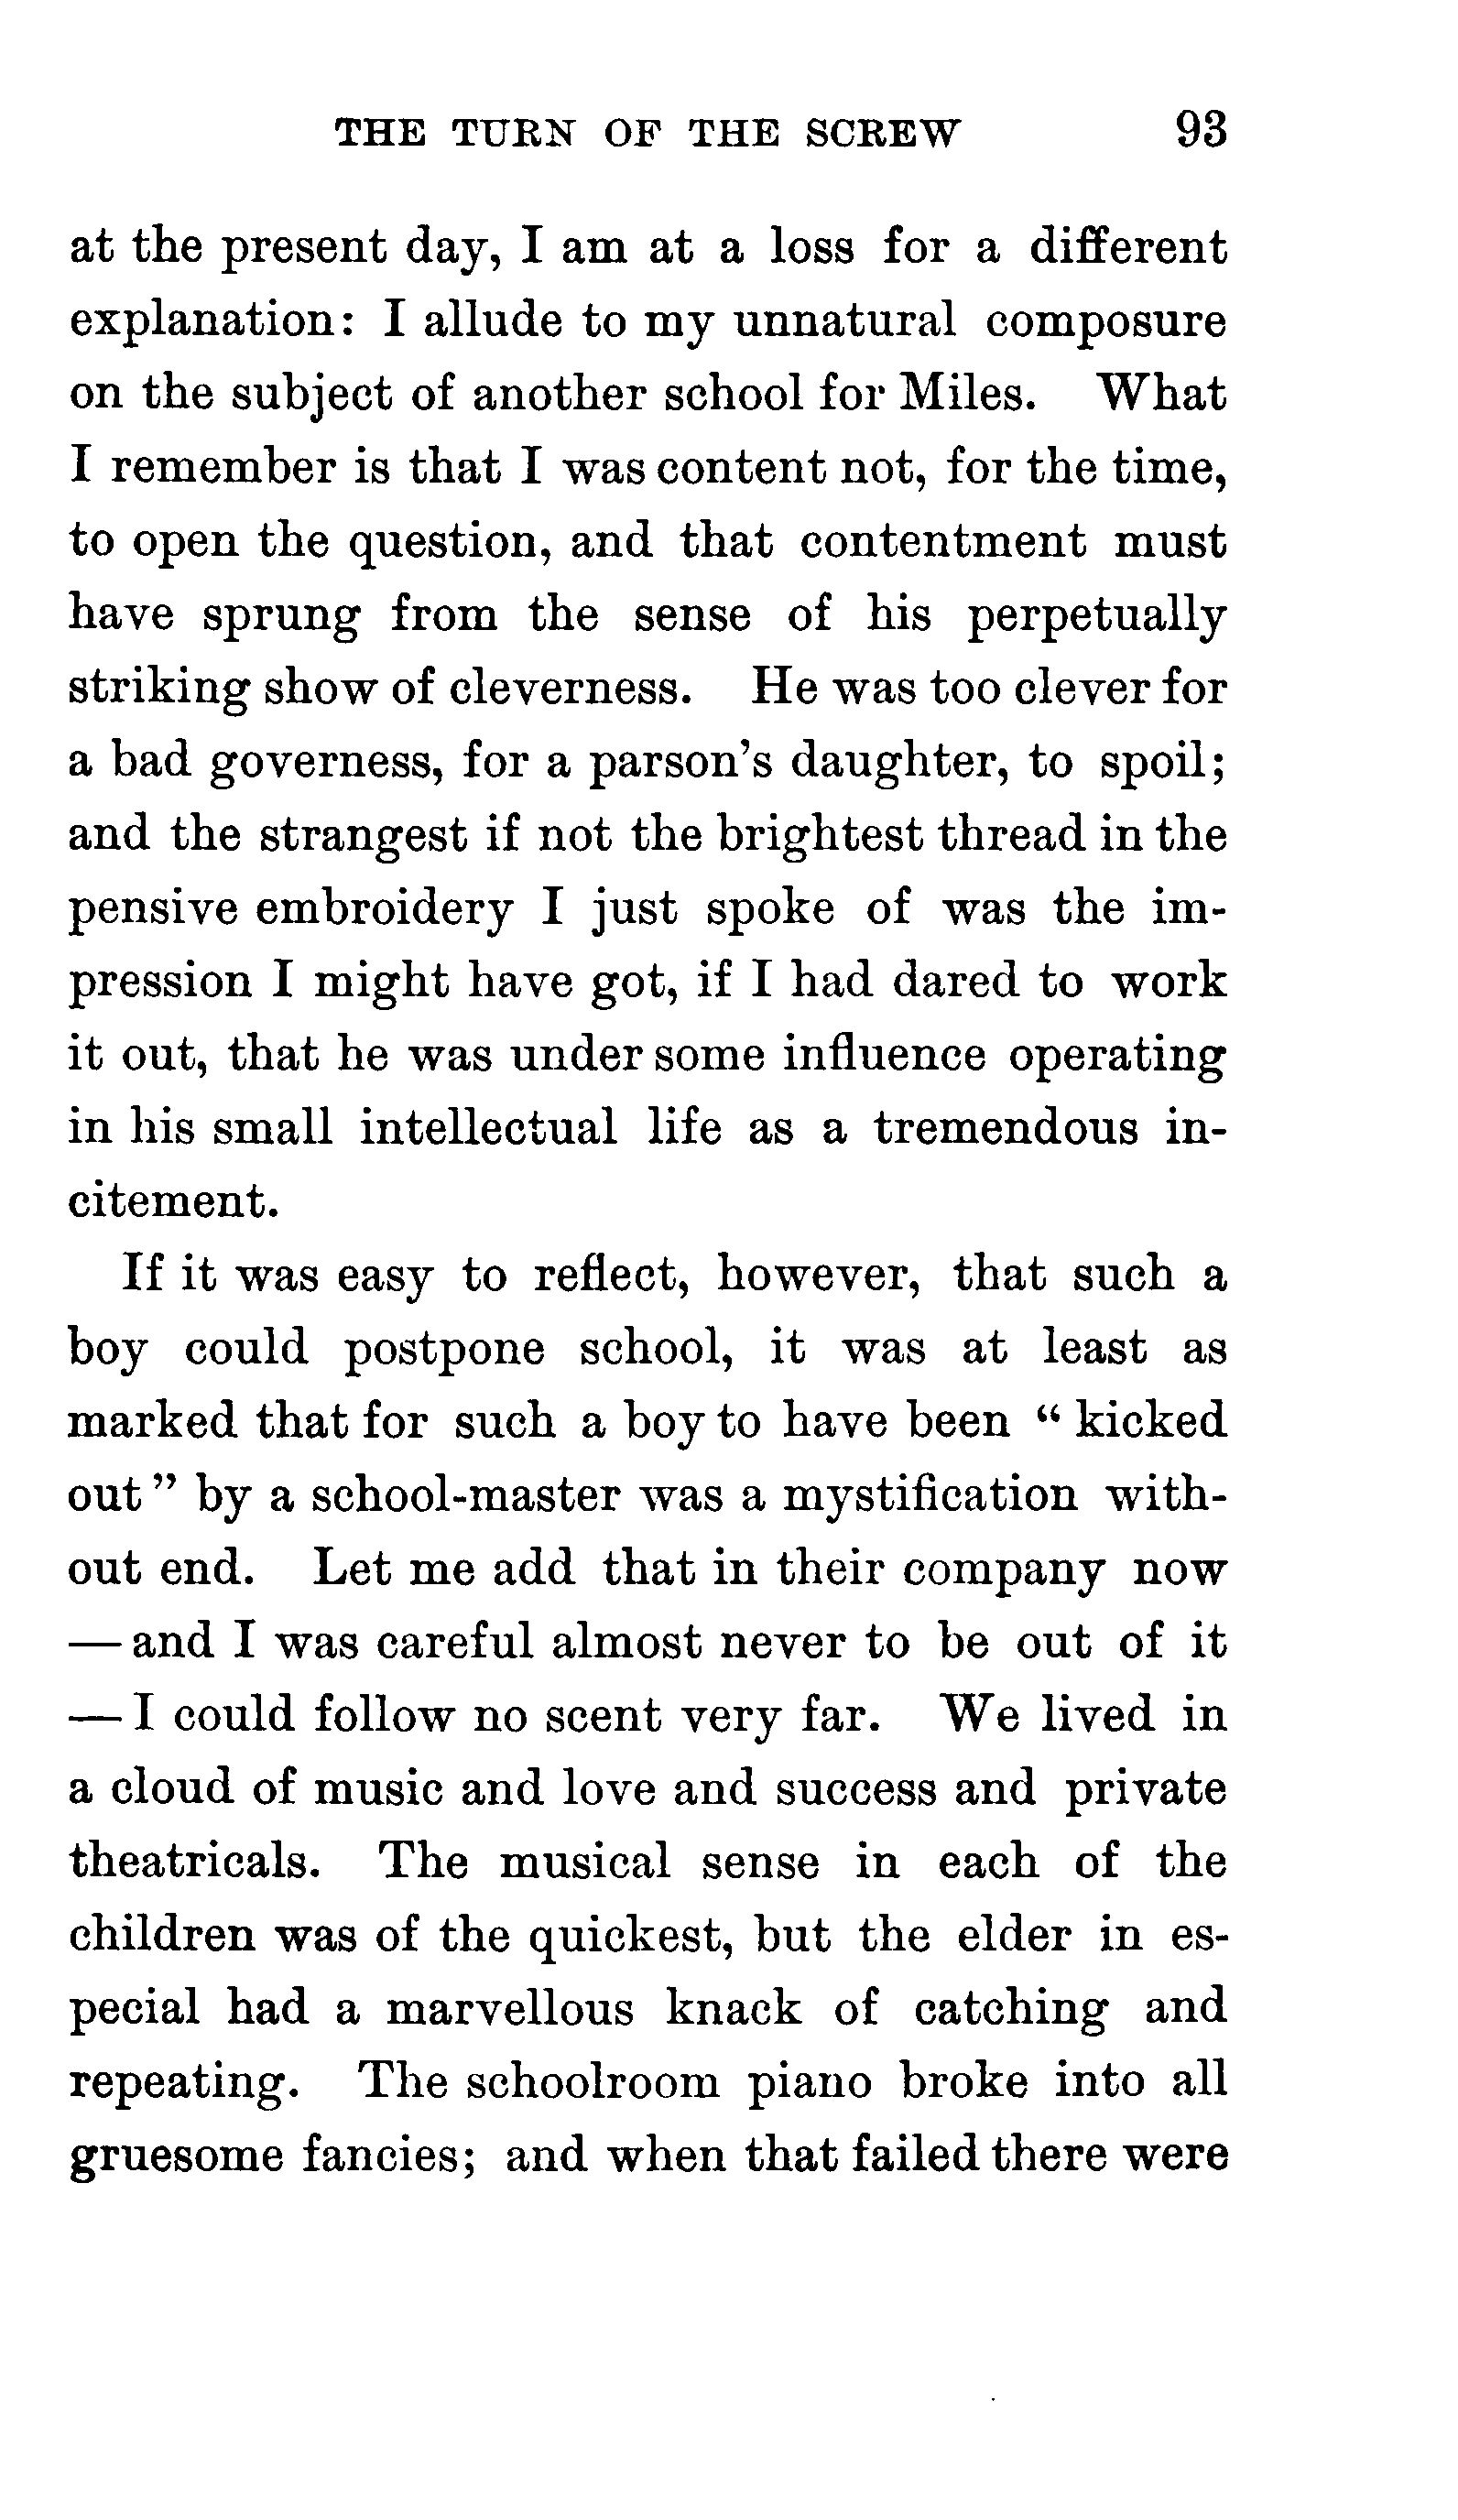 THE TURN OF THE SCREW 93
at the present day, I am at a loss for a different
explanation: I allude to my unnatural composure
on the subject of another school for Miles. What
I remember is that I was content not, for the time,
to open the question, and that contentment must
have sprung from the sense of his perpetually
striking show of cleverness. He was too clever for
a bad governess, for a parson's daughter, to spoil;
and the strangest if not the brightest thread in the
pensive embroidery I just spoke of was the im-
pression I might have got, if I had dared to work
it out, that he was under some influence operating
in his small intellectual life as a tremendous in-
citement.
If it was easy to reflect, however, that such a
boy could postpone school, it was at least as
marked that for such a boy to have been “ kicked
out ” by a school-master was a mystification with-
out end. Let me add that in their company now
— and I was careful almost never to be out of it
— I could follow no scent very far. We lived in
a cloud of music and love and success and private
theatricals. The musical sense in each of the
children was of the quickest, but the elder in es-
pecial had a marvellous knack of catching and
repeating. The schoolroom piano broke into all
gruesome fancies; and when that failed there were